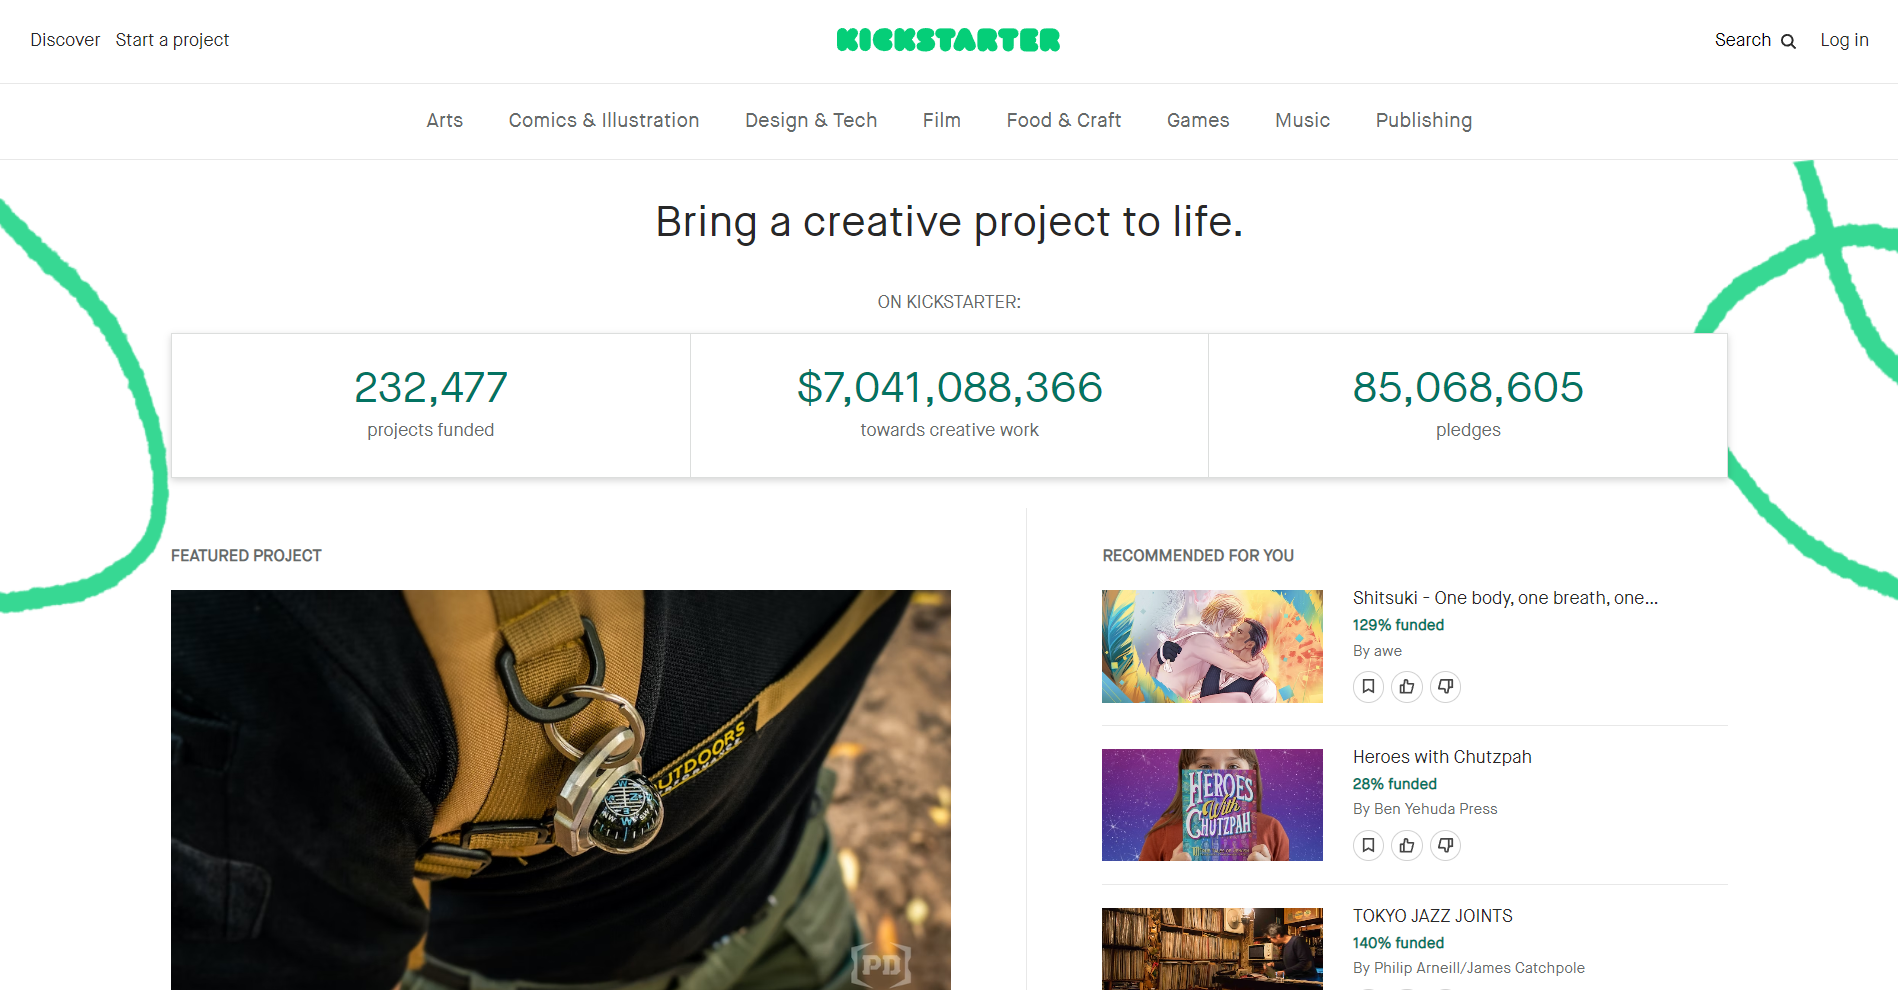 Discover Start a project
KICKSTARTER
Search Log in
Arts Comics & Illustration Design & Tech Film Food & Craft Games Music Publishing
Bring a creative project to life.
ON KICKSTARTER:
232,477
projects funded
$7,041,088,366
towards creative work
85,068,605
pledges
FEATURED PROJECT
PD
RECOMMENDED FOR YOU
Shitsuki - One body, one breath, one...
129% funded
By awe
HEROES
With
CHUTZPAH
Heroes with Chutzpah
28% funded
By Ben Yehuda Press
TOKYO JAZZ JOINTS
140% funded
By Philip Arneill/James Catchpole